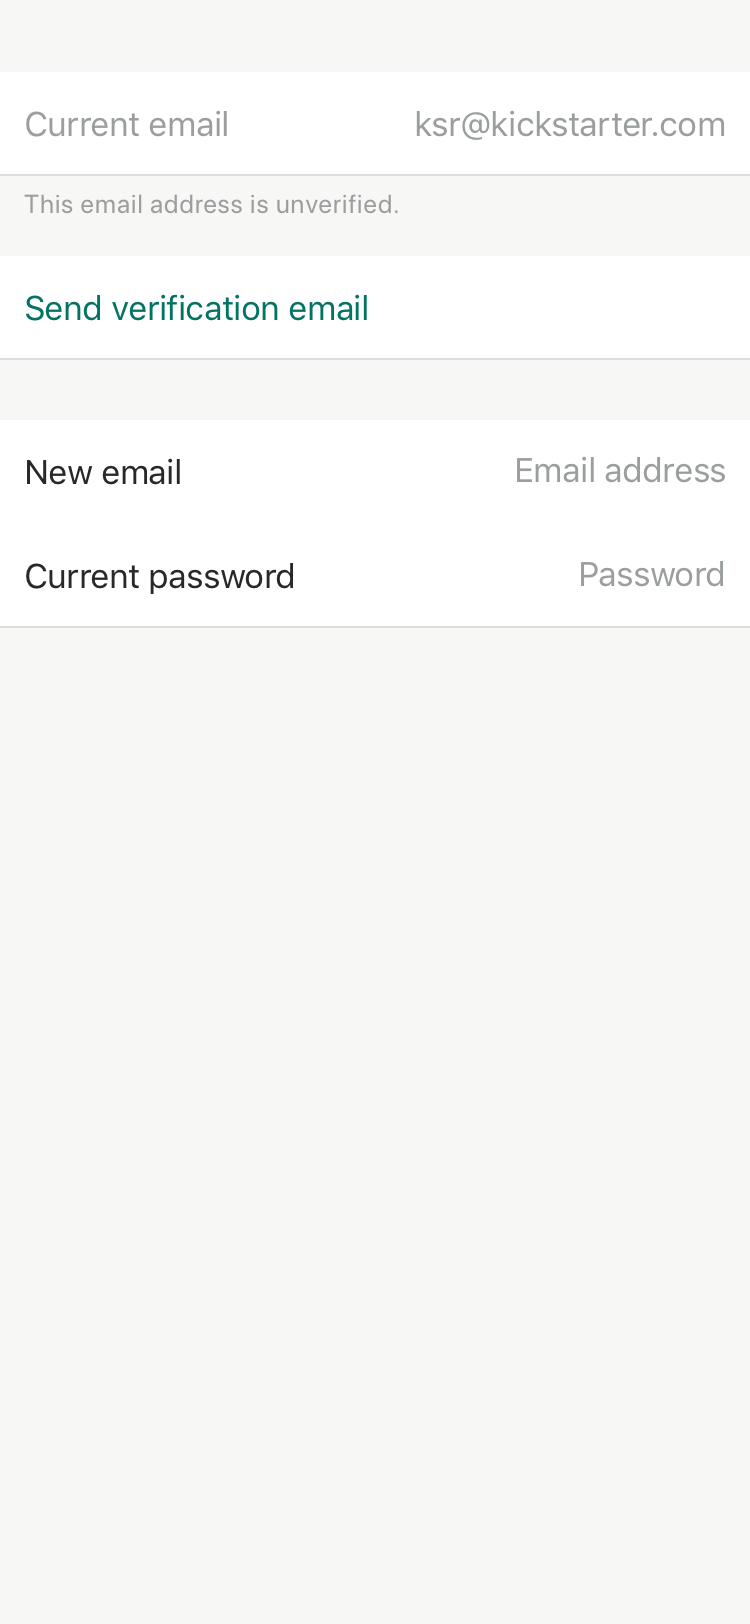 Current email ksr@kickstarter.com
This email address is unverified.
Send verification email
New email Email address
Current password Password